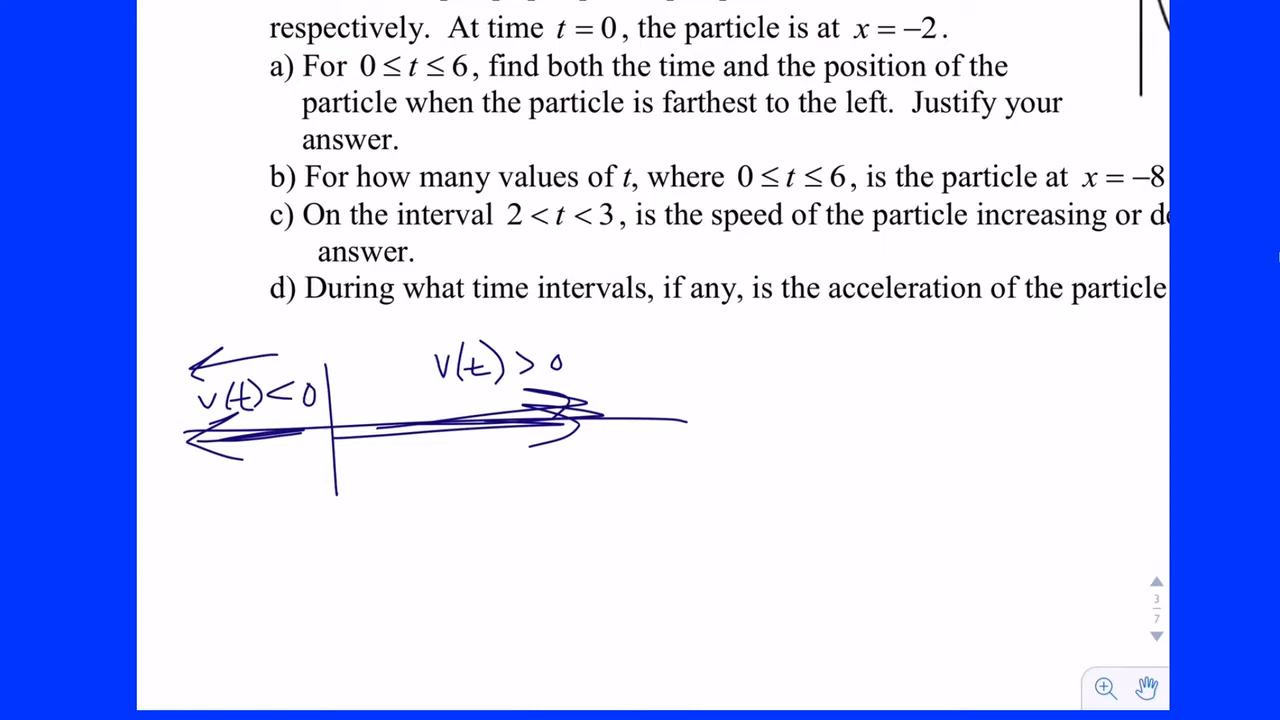 respectively. At time t = 0, the particle is at x = −2.
a) For 0 ≤ t ≤ 6, find both the time and the position of the
particle when the particle is farthest to the left. Justify your
answer.
b) For how many values of t, where 0 ≤ t ≤ 6, is the particle at x = −8
c) On the interval 2 < t < 3, is the speed of the particle increasing or de
answer.
d) During what time intervals, if any, is the acceleration of the particle
v(t) > 0
v(t) < 0
3
7